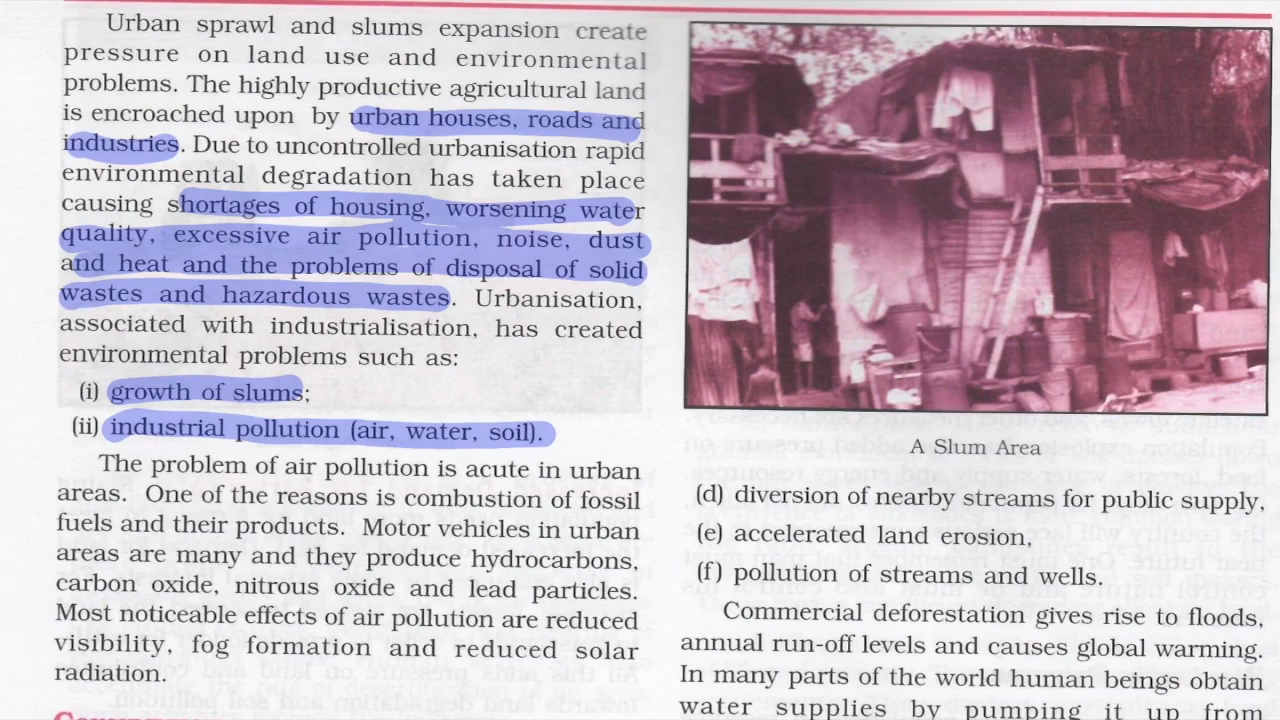 Urban sprawl and slums expansion create
pressure on land use and environmental
problems. The highly productive agricultural land
is encroached upon by urban houses, roads and
industries. Due to uncontrolled urbanisation rapid
environmental degradation has taken place
causing shortages of housing, worsening water
quality, excessive air pollution, noise, dust
and heat and the problems of disposal of solid
wastes and hazardous wastes. Urbanisation,
associated with industrialisation, has created
environmental problems such as:
(i) growth of slums;
(ii) industrial pollution (air, water, soil).
The problem of air pollution is acute in urban
areas. One of the reasons is combustion of fossil
fuels and their products. Motor vehicles in urban
areas are many and they produce hydrocarbons,
carbon oxide, nitrous oxide and lead particles.
Most noticeable effects of air pollution are reduced
visibility, fog formation and reduced solar
radiation.
A Slum Area
(d) diversion of nearby streams for public supply,
(e) accelerated land erosion,
(f) pollution of streams and wells.
Commercial deforestation gives rise to floods,
annual run-off levels and causes global warming.
In many parts of the world human beings obtain
water supplies by pumping it up from